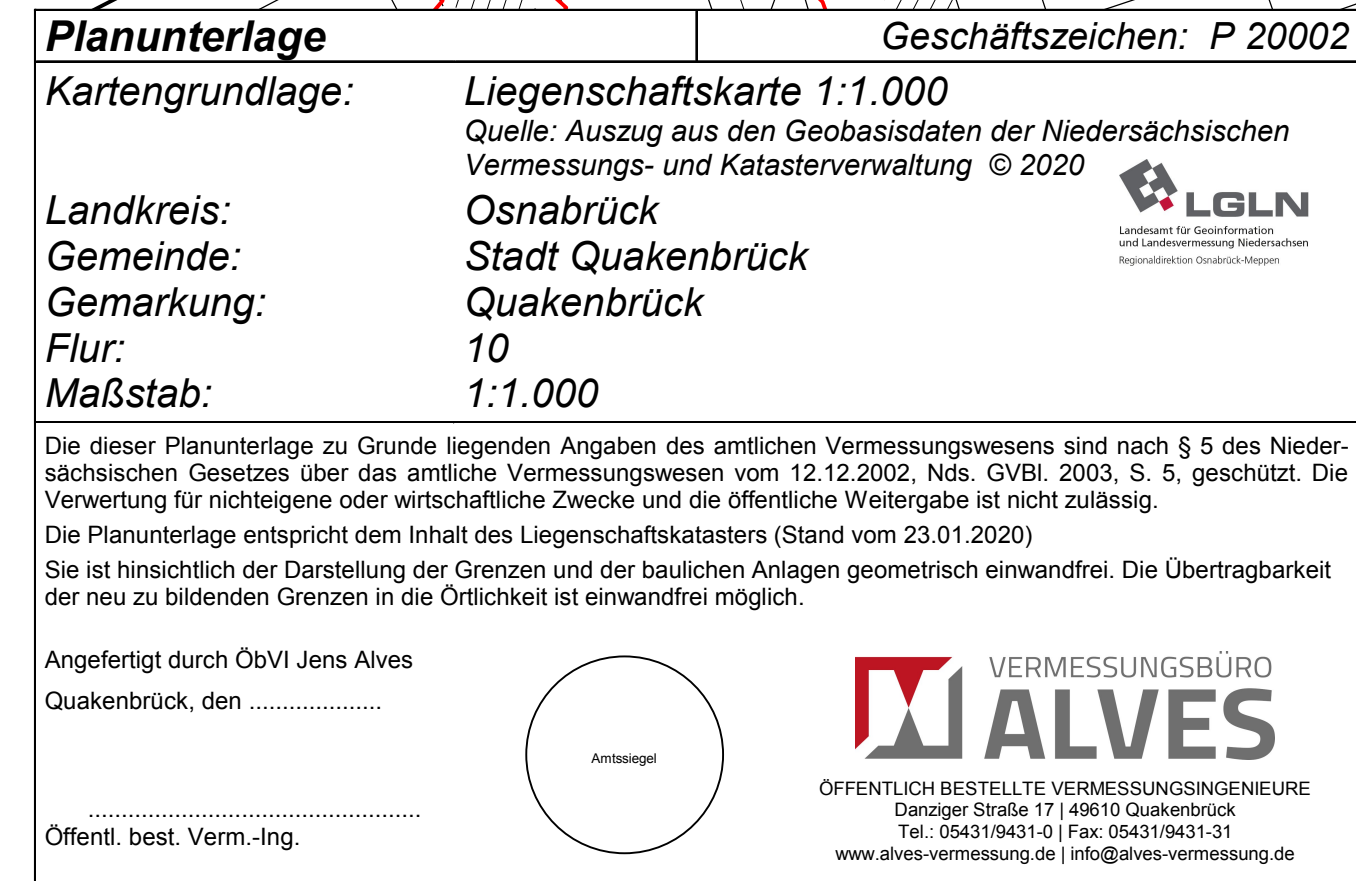 Planunterlage Geschäftszeichen: P 20002
Kartengrundlage: Liegenschaftskarte 1:1.000
Quelle: Auszug aus den Geobasisdaten der Niedersächsischen
Vermessungs- und Katasterverwaltung © 2020
LGLN
Landesamt für Geoinformation
und Landesvermessung Niedersachsen
Regionaldirektion Osnabrück-Meppen
Landkreis: Osnabrück
Gemeinde: Stadt Quakenbrück
Gemarkung: Quakenbrück
Flur: 10
Maßstab: 1:1.000
Die dieser Planunterlage zu Grunde liegenden Angaben des amtlichen Vermessungswesens sind nach § 5 des Nieder-
sächsischen Gesetzes über das amtliche Vermessungswesen vom 12.12.2002, Nds. GVBl. 2003, S. 5, geschützt. Die
Verwertung für nichteigene oder wirtschaftliche Zwecke und die öffentliche Weitergabe ist nicht zulässig.
Die Planunterlage entspricht dem Inhalt des Liegenschaftskatasters (Stand vom 23.01.2020)
Sie ist hinsichtlich der Darstellung der Grenzen und der baulichen Anlagen geometrisch einwandfrei. Die Übertragbarkeit
der neu zu bildenden Grenzen in die Örtlichkeit ist einwandfrei möglich.
Angefertigt durch ÖbVI Jens Alves
Quakenbrück, den ....................
..................................................
Öffentl. best. Verm.-Ing.
Amtssiegel
VERMESSUNGSBÜRO
ALVES
ÖFFENTLICH BESTELLTE VERMESSUNGSINGENIEURE
Danziger Straße 17 | 49610 Quakenbrück
Tel.: 05431/9431-0 | Fax: 05431/9431-31
www.alves-vermessung.de | info@alves-vermessung.de